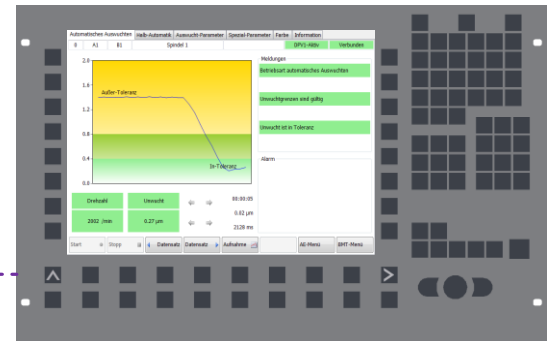 Automatisches Auswuchten Halb-Automatik Auswucht-Parameter Spezial-Parameter Farbe Information
0 A1 B1 Spindel 1 DPV1-Aktiv Verbunden
Meldungen
2.0
Betriebsart automatisches Auswuchten
1.6
Außer-Toleranz
Unwuchtgrenzen sind gültig
1.2
Unwucht ist in Toleranz
0.8
0.4
Alarm
In-Toleranz
0.0
Drehzahl Unwucht 00:00:05
2002 /min 0.27 µm 0.02 µm
2128 ms
Start Stopp Datensatz Datensatz Aufnahme AE-Menü BMT-Menü